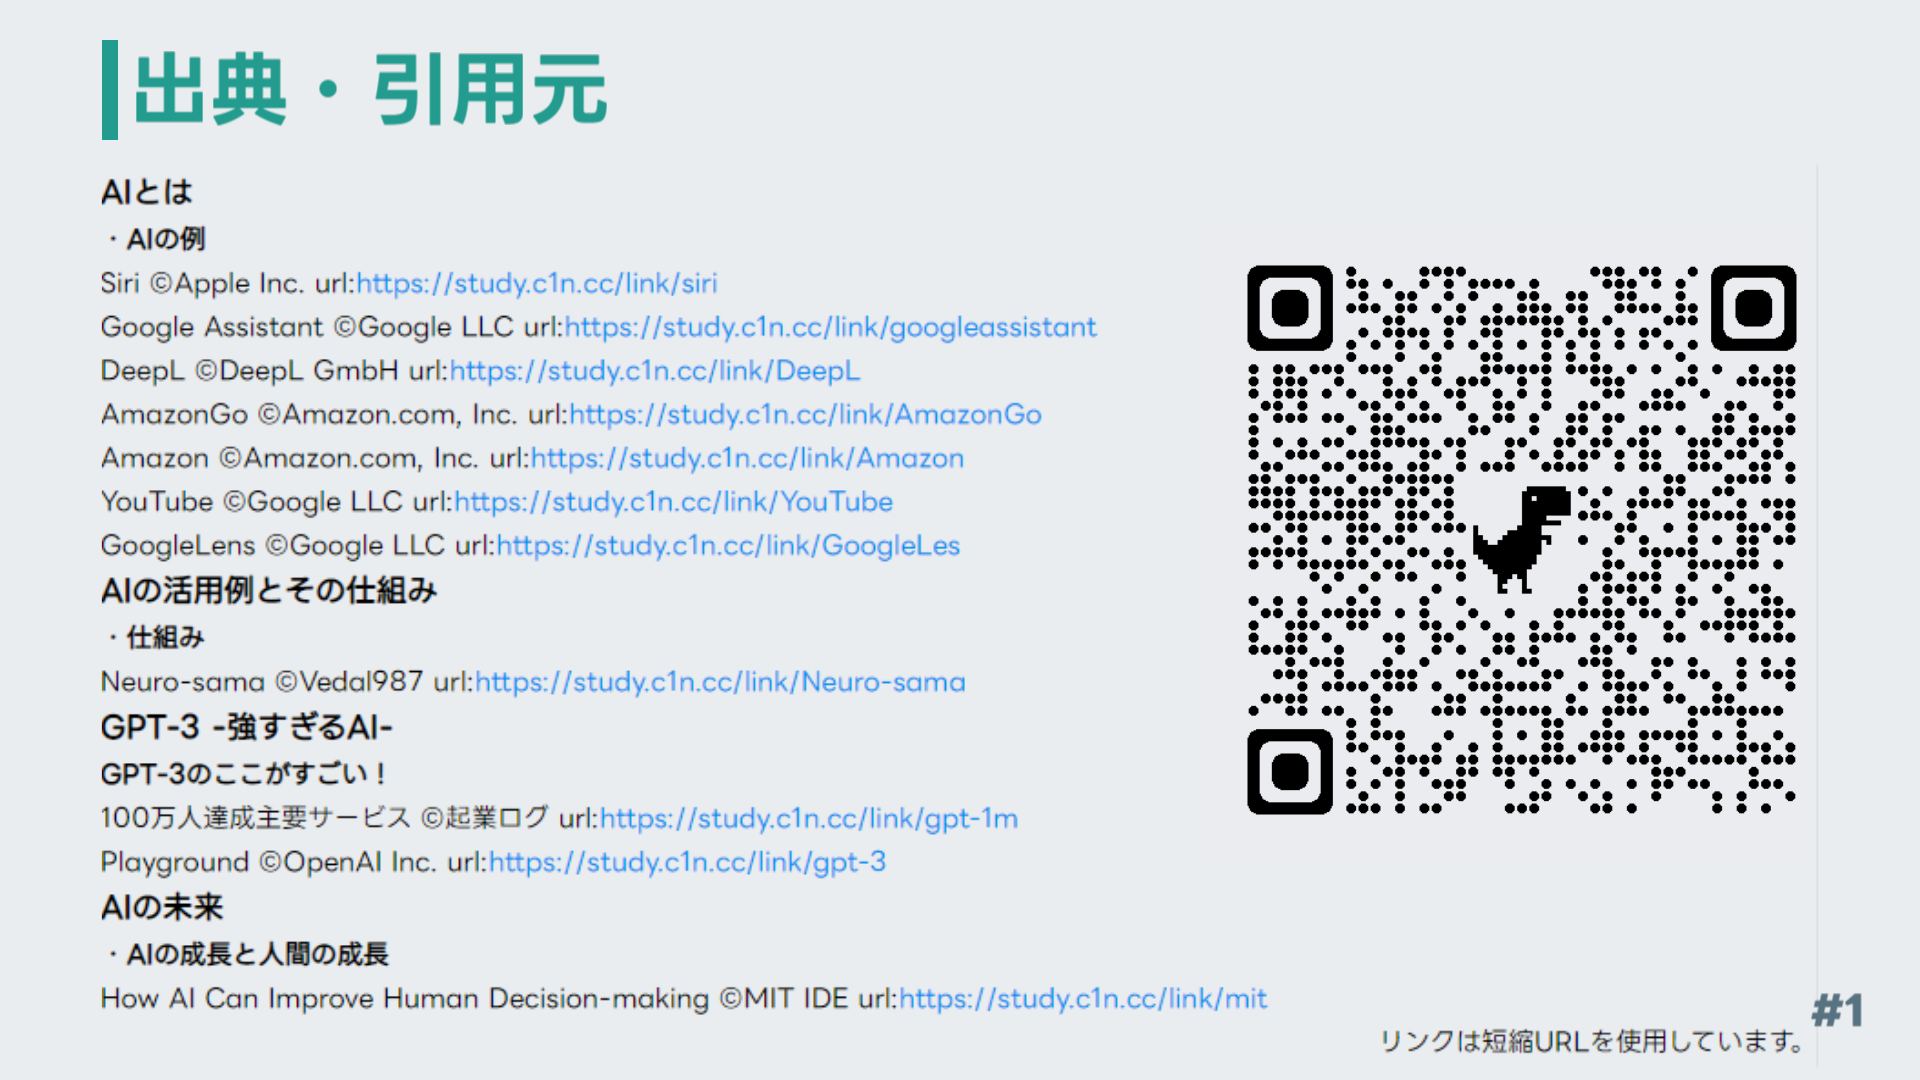 出典・引用元
AIとは
・AIの例
Siri ©Apple Inc. url:https://study.c1n.cc/link/siri
Google Assistant ©Google LLC url:https://study.c1n.cc/link/googleassistant
DeepL ©DeepL GmbH url:https://study.c1n.cc/link/DeepL
AmazonGo ©Amazon.com, Inc. url:https://study.c1n.cc/link/AmazonGo
Amazon ©Amazon.com, Inc. url:https://study.c1n.cc/link/Amazon
YouTube ©Google LLC url:https://study.c1n.cc/link/YouTube
GoogleLens ©Google LLC url:https://study.c1n.cc/link/GoogleLes
AIの活用例とその仕組み
・仕組み
Neuro-sama ©Vedal987 url:https://study.c1n.cc/link/Neuro-sama
GPT-3 -強すぎるAI-
GPT-3のここがすごい！
100万人達成主要サービス ©起業ログ url:https://study.c1n.cc/link/gpt-1m
Playground ©OpenAI Inc. url:https://study.c1n.cc/link/gpt-3
AIの未来
・AIの成長と人間の成長
How AI Can Improve Human Decision-making ©MIT IDE url:https://study.c1n.cc/link/mit
#1
リンクは短縮URLを使用しています。